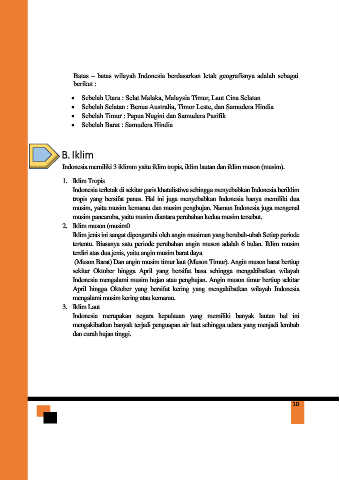 Batas – batas wilayah Indonesia berdasarkan letak geografisnya adalah sebagai
berikut :
• Sebelah Utara : Selat Malaka, Malaysia Timur, Laut Cina Selatan
• Sebelah Selatan : Benua Australia, Timor Leste, dan Samudera Hindia
• Sebelah Timur : Papua Nugini dan Samudera Pasifik
• Sebelah Barat : Samudera Hindia
B. Iklim
Indonesia memiliki 3 iklimm yaitu iklim tropis, iklim lautan dan iklim muson (musim).
1. Iklim Tropis
Indonesia terletak di sekitar garis khatulistiwa sehingga menyebabkan Indonesia beriklim
tropis yang bersifat panas. Hal ini juga menyebabkan Indonesia hanya memiliki dua
musim, yaitu musim kemarau dan musim penghujan. Namun Indonesia juga mengenal
musim pancaroba, yaitu musim diantara perubahan kedua musim tersebut.
2. Iklim muson (musim)
Iklim jenis ini sangat dipengaruhi oleh angin musiman yang berubah-ubah Setiap periode
tertentu. Biasanya satu periode perubahan angin muson adalah 6 bulan. Iklim musim
terdiri atas dua jenis, yaitu angin musim barat daya
(Muson Barat) Dan angin musim timur laut (Muson Timur). Angin muson barat bertiup
sekitar Oktober hingga April yang bersifat basa sehingga mengakibatkan wilayah
Indonesia mengalami musim hujan atau penghujan. Angin muson timur bertiup sekitar
April hingga Oktober yang bersifat kering yang mengakibatkan wilayah Indonesia
mengalami musim kering atau kemarau.
3. Iklim Laut
Indonesia merupakan negara kepulauan yang memiliki banyak lautan hal ini
mengakibatkan banyak terjadi penguapan air laut sehingga udara yang menjadi lembab
dan curah hujan tinggi.
10